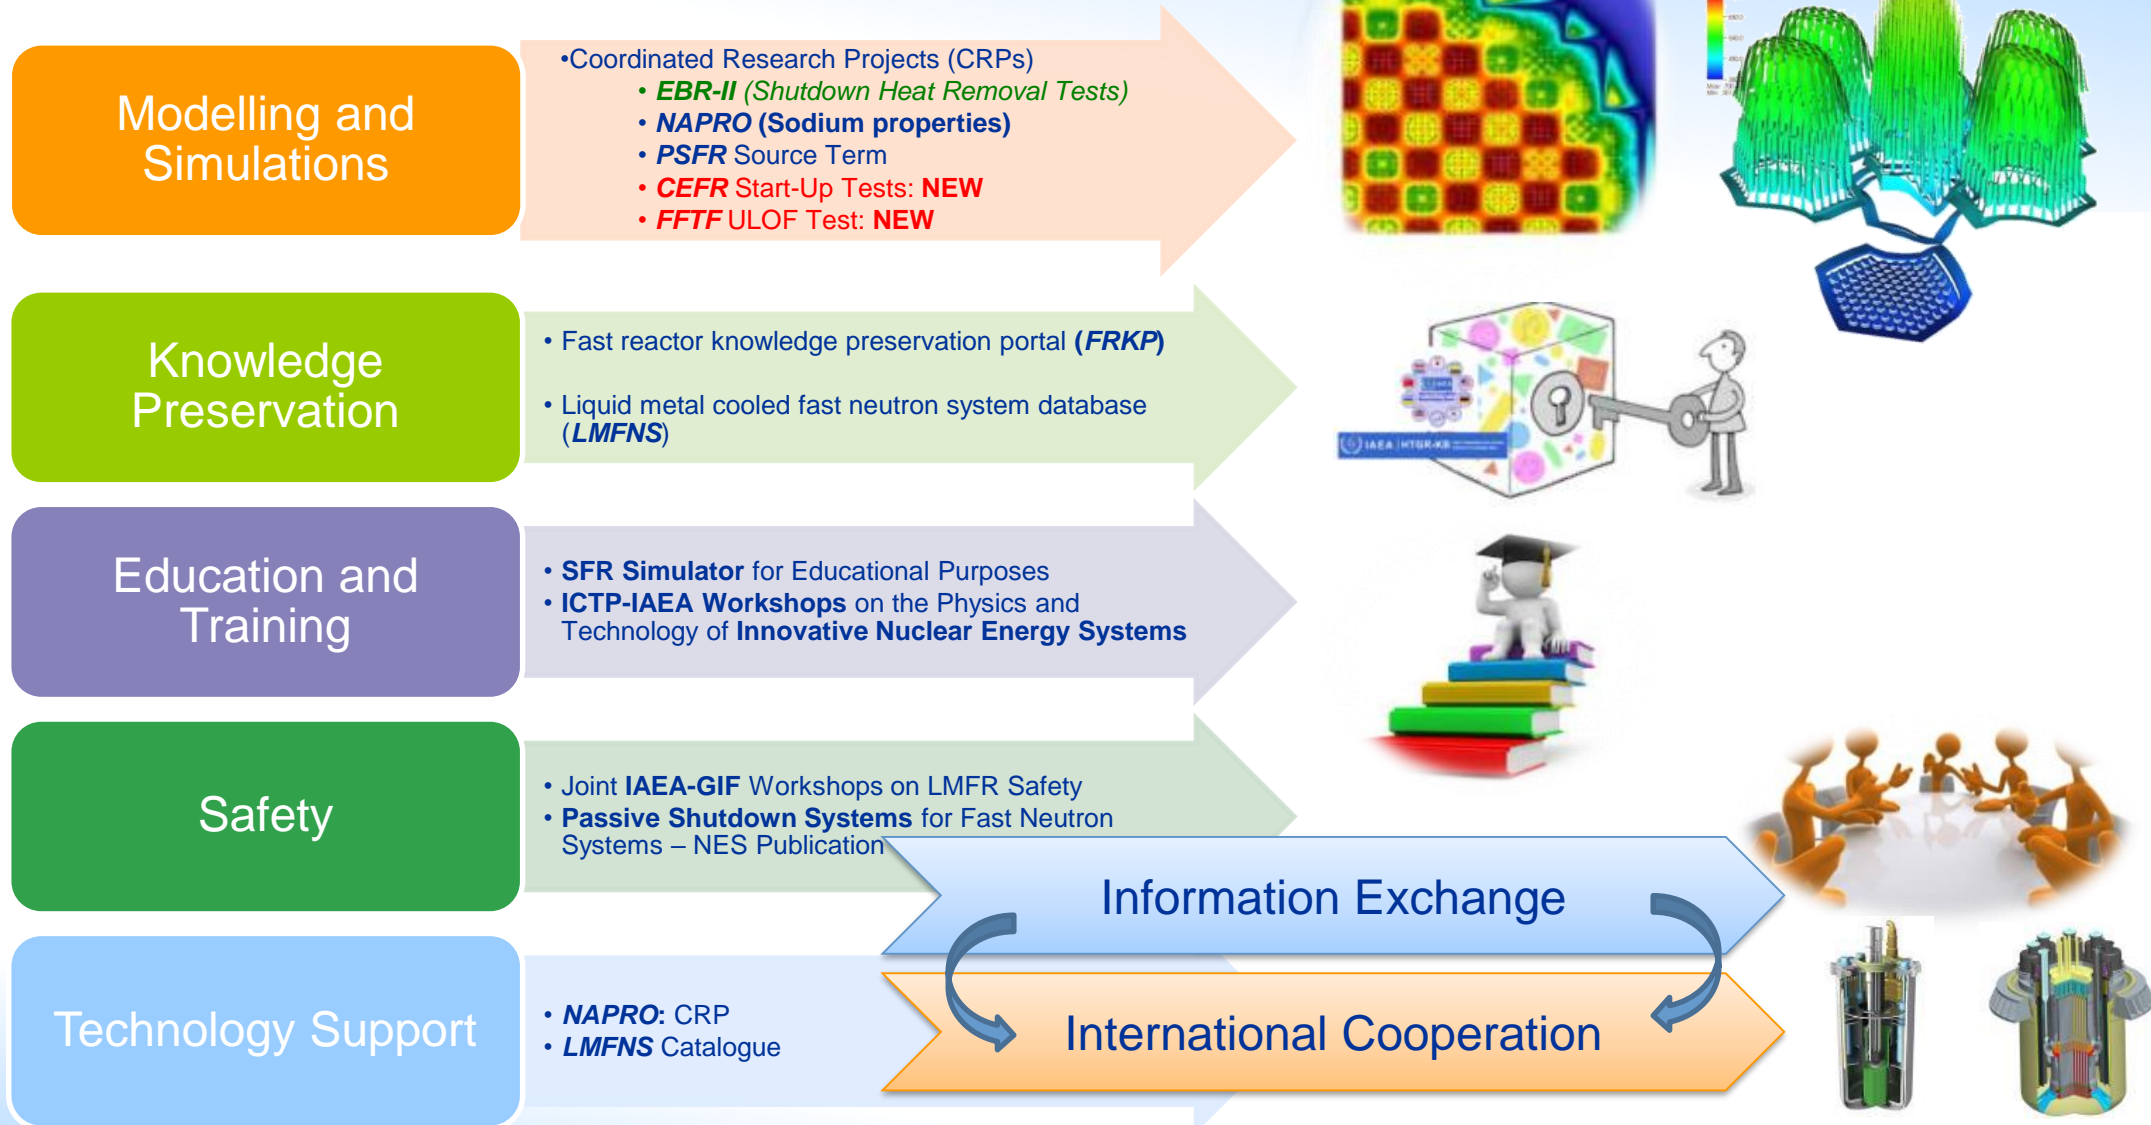 Modelling and
Simulations
•Coordinated Research Projects (CRPs)
• EBR-II (Shutdown Heat Removal Tests)
• NAPRO (Sodium properties)
• PSFR Source Term
• CEFR Start-Up Tests: NEW
• FFTF ULOF Test: NEW
Knowledge
Preservation
• Fast reactor knowledge preservation portal (FRKP)
• Liquid metal cooled fast neutron system database
(LMFNS)
IAEA HTGR-KB
Education and
Training
• SFR Simulator for Educational Purposes
• ICTP-IAEA Workshops on the Physics and
Technology of Innovative Nuclear Energy Systems
Safety
• Joint IAEA-GIF Workshops on LMFR Safety
• Passive Shutdown Systems for Fast Neutron
Systems – NES Publication
Information Exchange
Technology Support
• NAPRO: CRP
• LMFNS Catalogue
International Cooperation